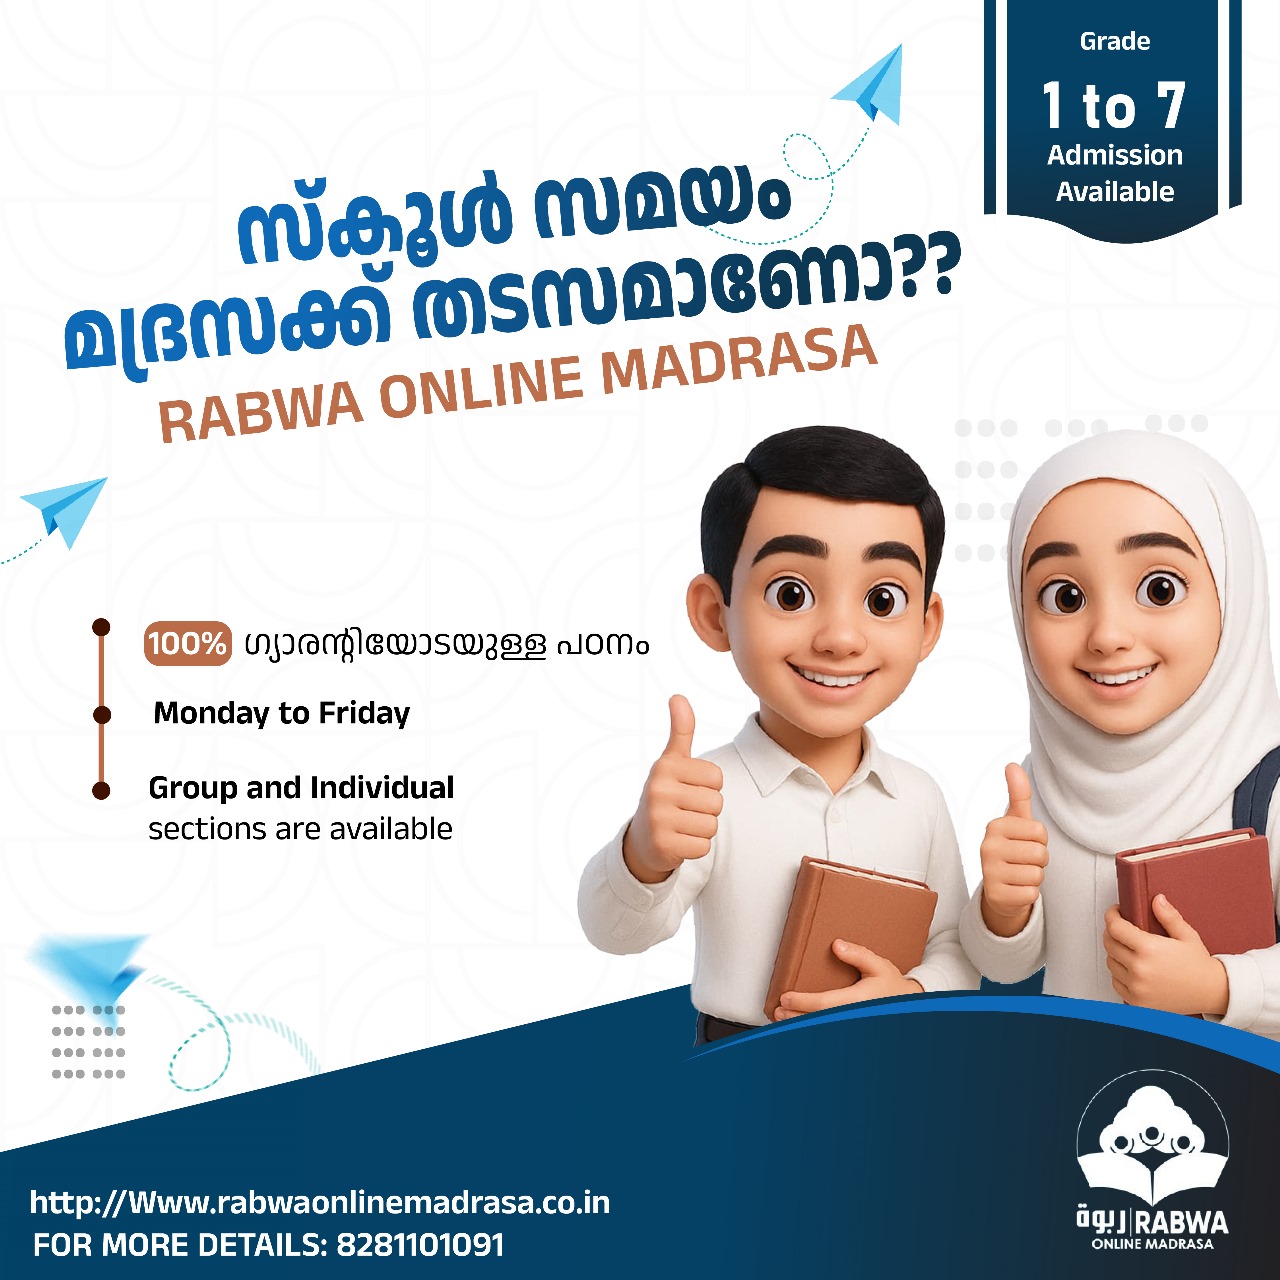 Grade
1 to 7
Admission
Available
സ്കൂൾ സമയം
മദ്രസക്ക് തടസമാണോ??
RABWA ONLINE MADRASA
100% ഗ്യാരന്റിയോടയുള്ള പഠനം
Monday to Friday
Group and Individual
sections are available
http://Www.rabwaonlinemadrasa.co.in
FOR MORE DETAILS: 8281101091
ربوة | RABWA
ONLINE MADRASA